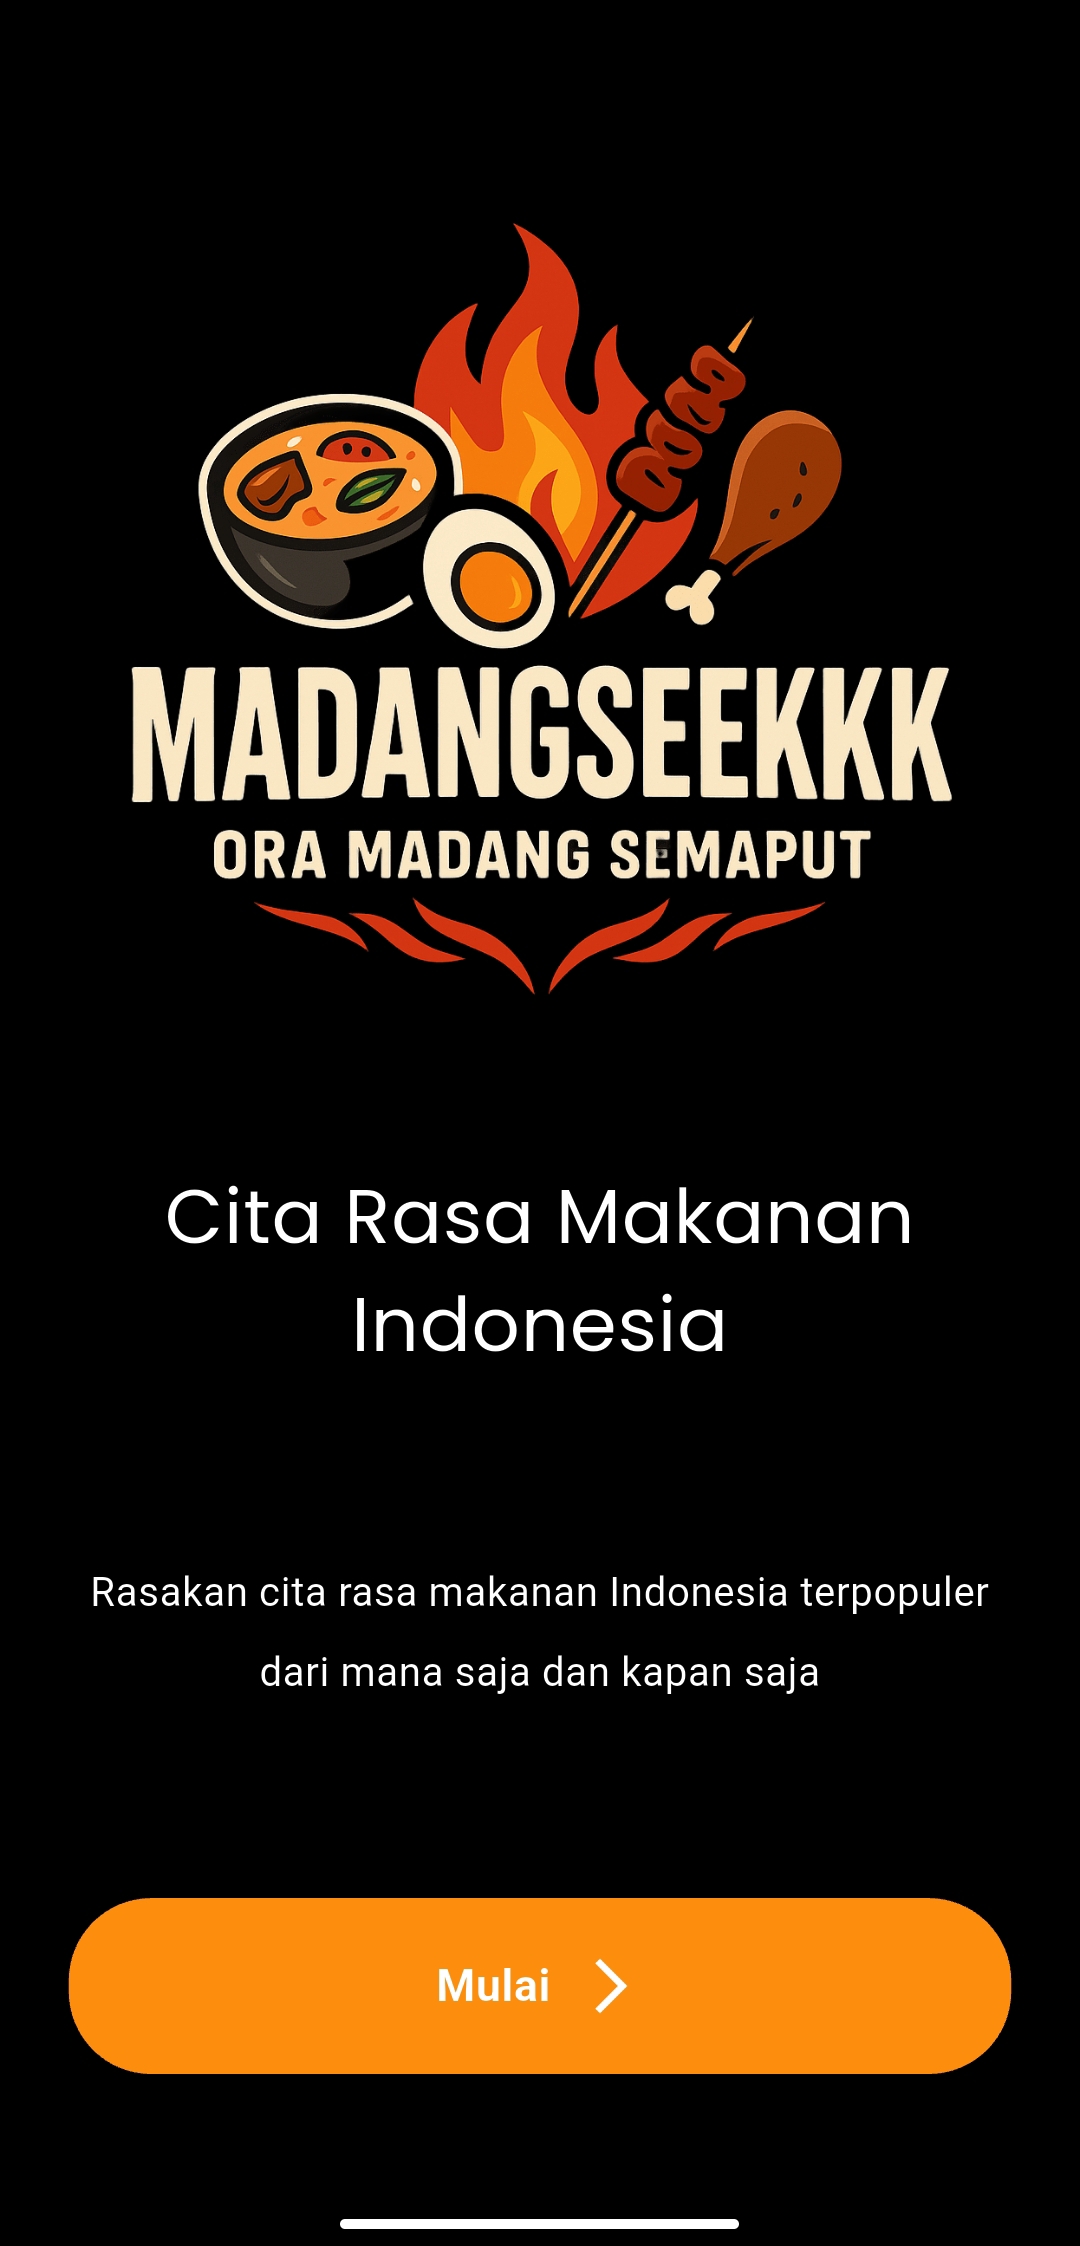 MADANGSEEKKK
ORA MADANG SEMAPUT
Cita Rasa Makanan
Indonesia
Rasakan cita rasa makanan Indonesia terpopuler
dari mana saja dan kapan saja
Mulai